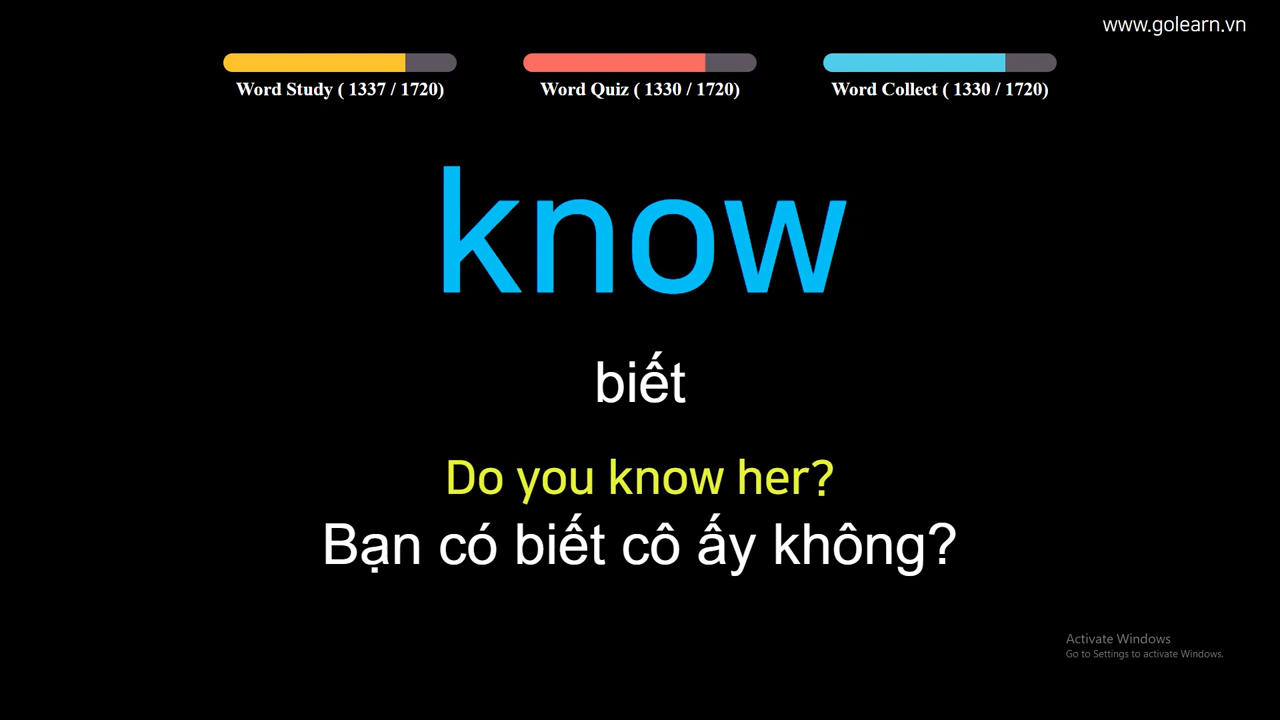 www.golearn.vn
Word Study ( 1337 / 1720)
Word Quiz ( 1330 / 1720)
Word Collect ( 1330 / 1720)
know
biết
Do you know her?
Bạn có biết cô ấy không?
Activate Windows
Go to Settings to activate Windows.